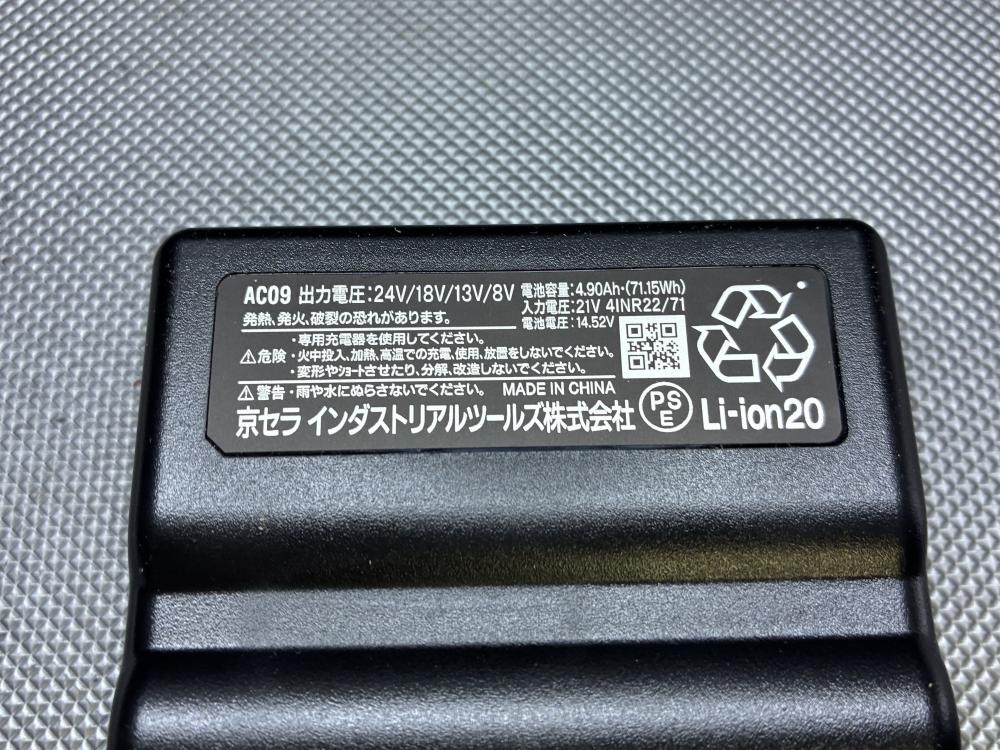 AC09 出力電圧:24V/18V/13V/8V
発熱、発火、破裂の恐れがあります。
電池容量:4.90Ah・(71.15Wh)
入力電圧:21V 4INR22/71
電池電圧:14.52V
⚠危険
・専用充電器を使用してください。
・火中投入、加熱、高温での充電、使用、放置をしないでください。
・変形やショートさせたり、分解、改造しないでください。
⚠警告・雨や水にぬらさないでください。 MADE IN CHINA
京セラ インダストリアルツールズ株式会社
PS
E
Li-ion20